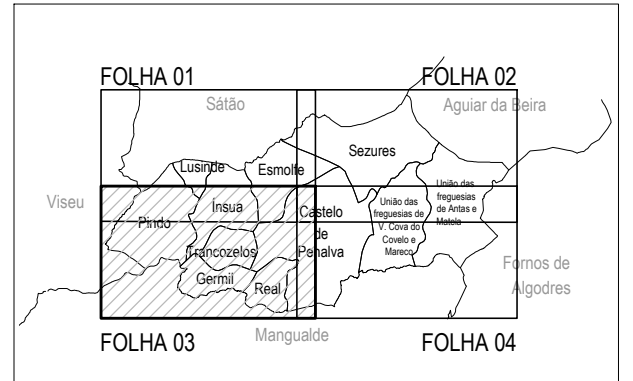 FOLHA 01
FOLHA 02
Sátão
Aguiar da Beira
Sezures
Lusinde
Esmolfe
União das
freguesias
de Antas e
Matela
Viseu
Pindo
Ínsua
Castelo
de
Penalva
União das
freguesias de
V. Cova do
Covelo e
Mareco
Trancozelos
Germil
Real
Fornos de
Algodres
FOLHA 03
Mangualde
FOLHA 04